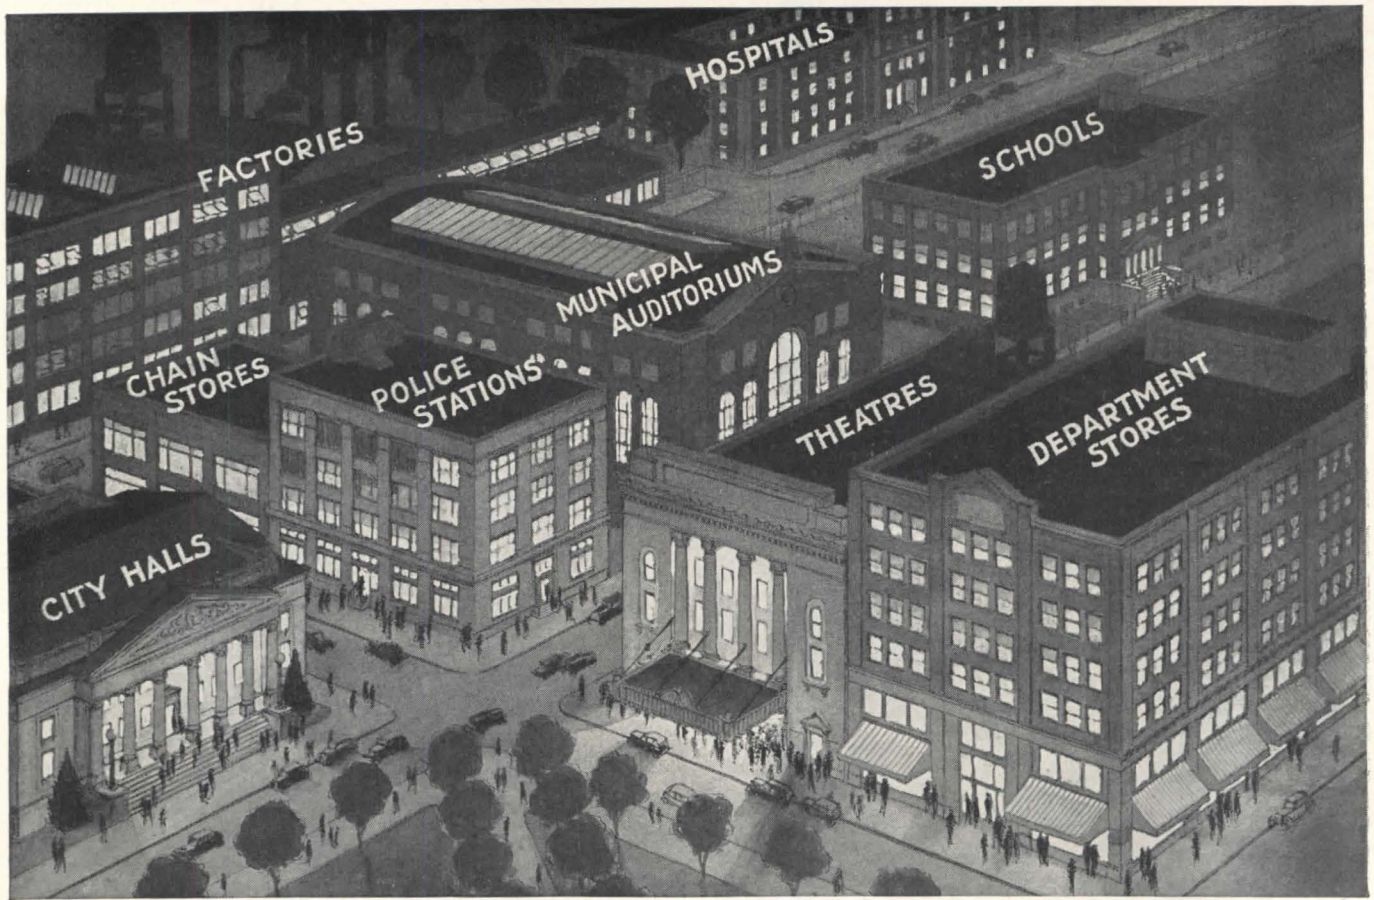 HOSPITALS
FACTORIES
SCHOOLS
MUNICIPAL
AUDITORIUMS
CHAIN
STORES
POLICE
STATIONS
THEATRES
DEPARTMENT
STORES
CITY HALLS